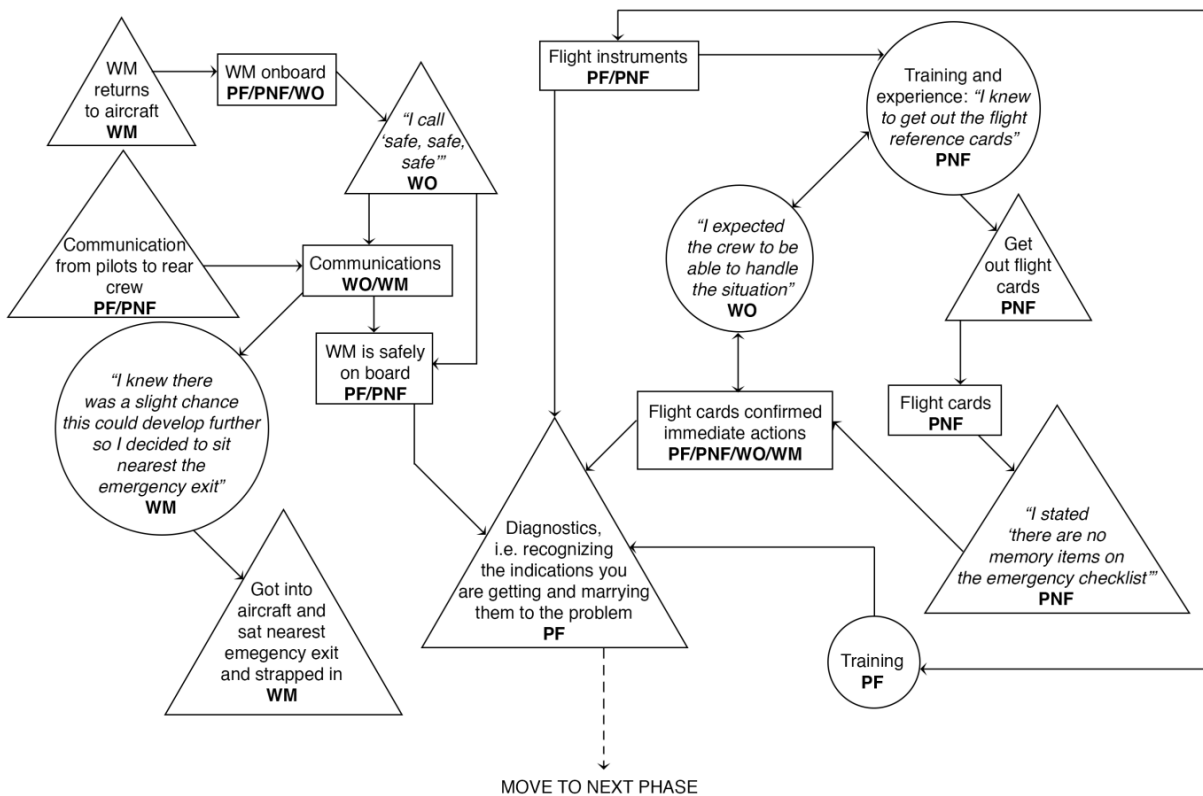 WM
returns
to aircraft
WM
WM onboard
PF/PNF/WO
“I call
‘safe, safe,
safe’”
WO
Communication
from pilots to rear
crew
PF/PNF
Communications
WO/WM
WM is safely
on board
PF/PNF
“I knew there
was a slight chance
this could develop further
so I decided to sit
nearest the
emergency exit”
WM
Got into
aircraft and
sat nearest
emegency exit
and strapped in
WM
Flight instruments
PF/PNF
Training and
experience: “I knew
to get out the flight
reference cards”
PNF
“I expected
the crew to be
able to handle
the situation”
WO
Get
out flight
cards
PNF
Flight cards
PNF
Flight cards confirmed
immediate actions
PF/PNF/WO/WM
“I stated
‘there are no
memory items on
the emergency checklist’”
PNF
Diagnostics,
i.e. recognizing
the indications you
are getting and marrying
them to the problem
PF
Training
PF
MOVE TO NEXT PHASE